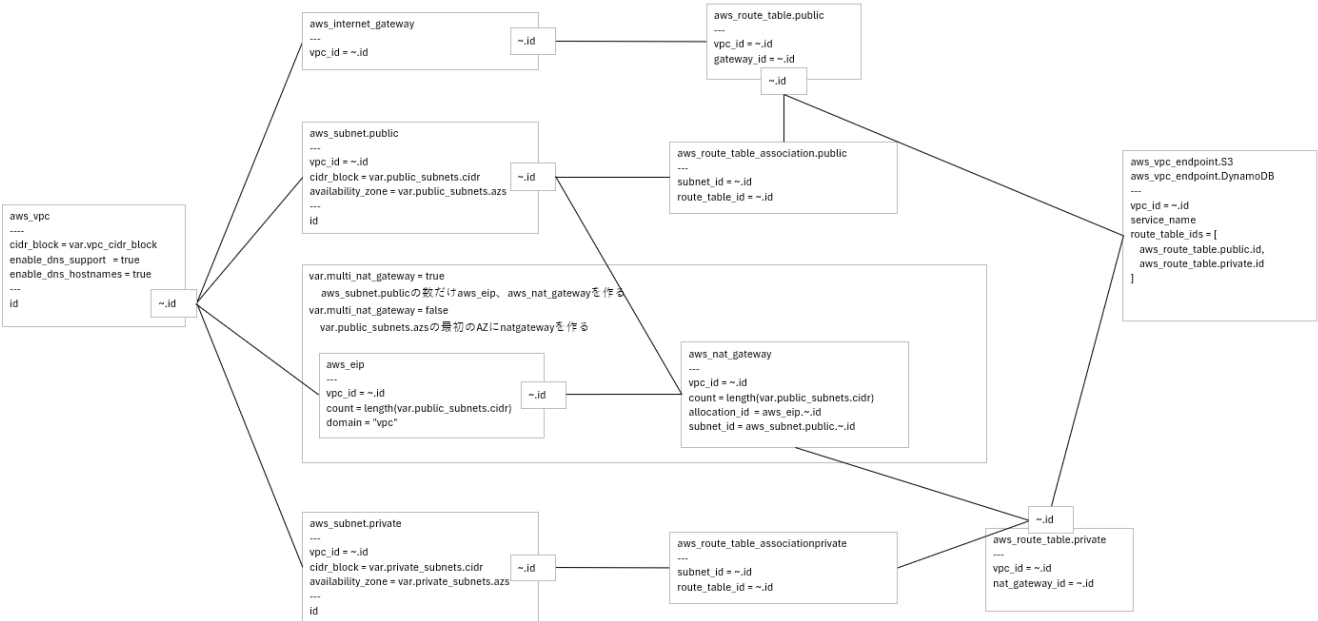 aws_internet_gateway
---
vpc_id = ~.id
~.id
aws_route_table.public
---
vpc_id = ~.id
gateway_id = ~.id
~.id
aws_subnet.public
---
vpc_id = ~.id
cidr_block = var.public_subnets.cidr
availability_zone = var.public_subnets.azs
---
id
~.id
aws_route_table_association.public
---
subnet_id = ~.id
route_table_id = ~.id
aws_vpc_endpoint.S3
aws_vpc_endpoint.DynamoDB
---
vpc_id = ~.id
service_name
route_table_ids = [
aws_route_table.public.id,
aws_route_table.private.id
]
aws_vpc
----
cidr_block = var.vpc_cidr_block
enable_dns_support = true
enable_dns_hostnames = true
---
id
~.id
var.multi_nat_gateway = true
aws_subnet.publicの数だけaws_eip、aws_nat_gatewayを作る
var.multi_nat_gateway = false
var.public_subnets.azsの最初のAZにnatgatewayを作る
aws_eip
---
vpc_id = ~.id
count = length(var.public_subnets.cidr)
domain = "vpc"
~.id
aws_nat_gateway
---
vpc_id = ~.id
count = length(var.public_subnets.cidr)
allocation_id = aws_eip.~.id
subnet_id = aws_subnet.public.~.id
aws_subnet.private
---
vpc_id = ~.id
cidr_block = var.private_subnets.cidr
availability_zone = var.private_subnets.azs
---
id
~.id
aws_route_table_associationprivate
---
subnet_id = ~.id
route_table_id = ~.id
~.id
aws_route_table.private
---
vpc_id = ~.id
nat_gateway_id = ~.id